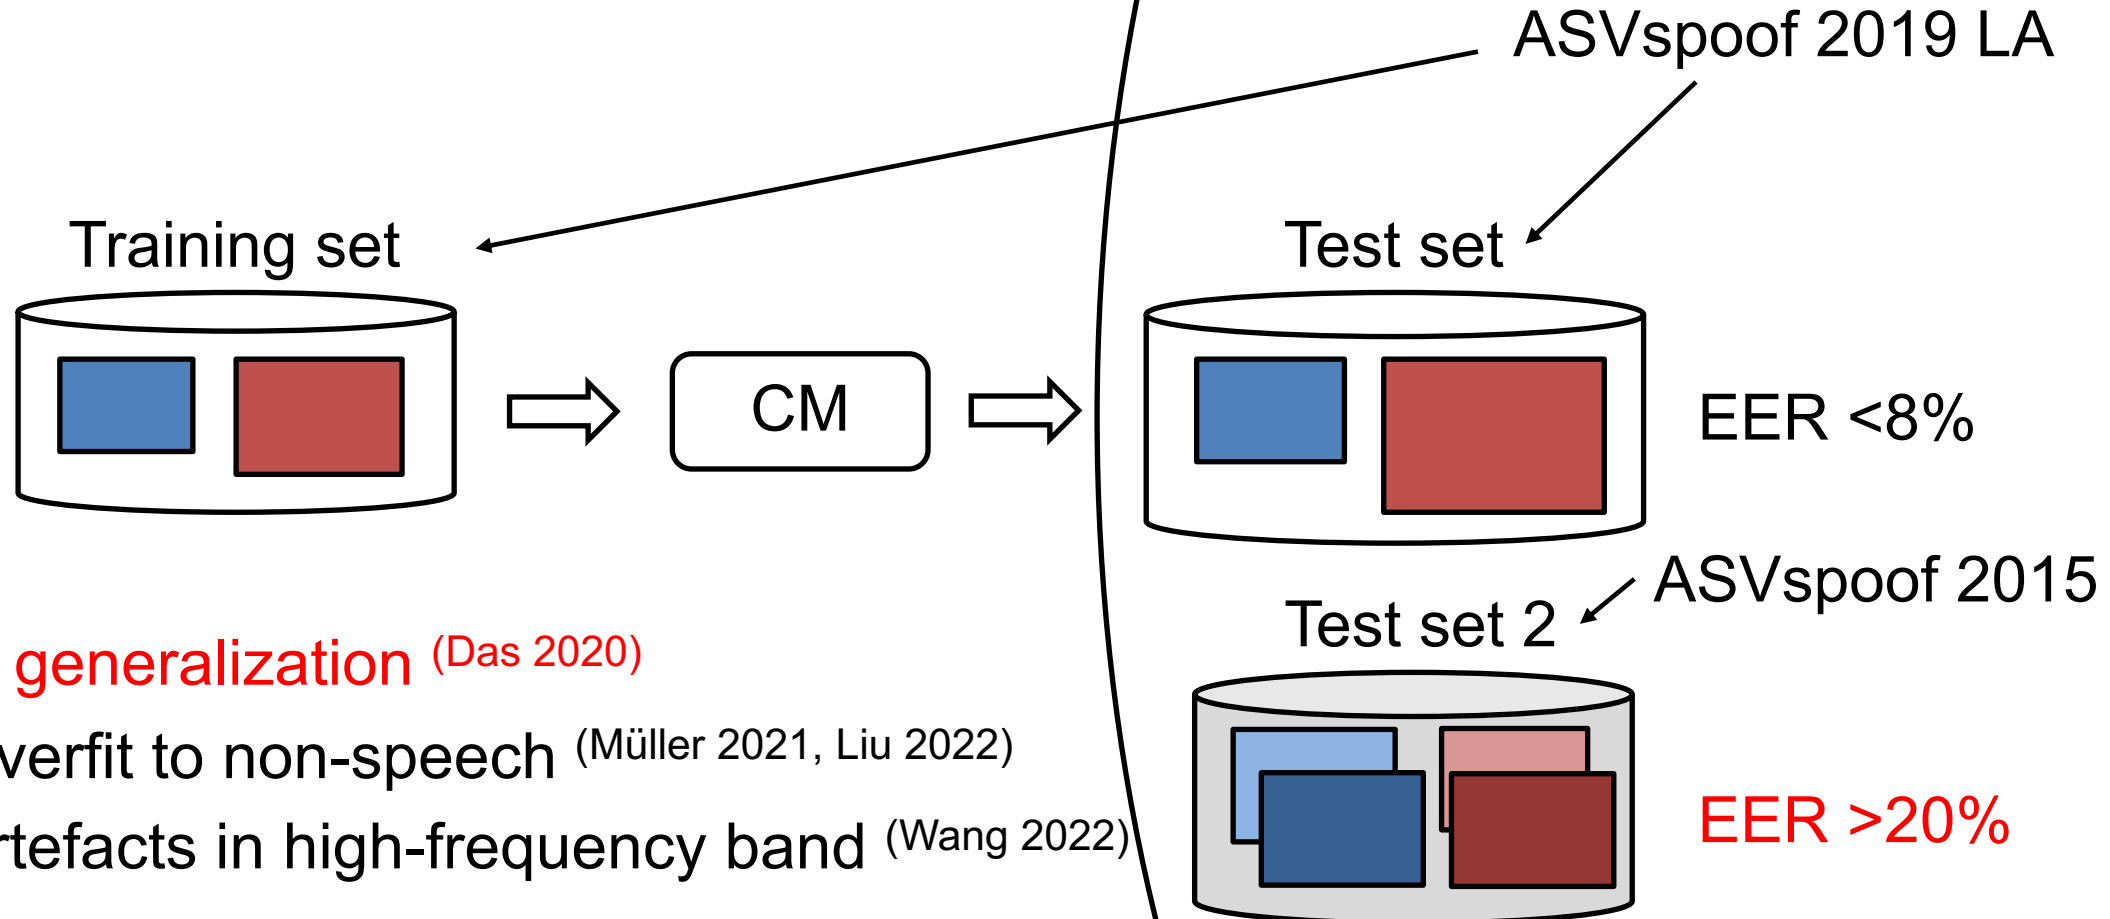 ASVspoof 2019 LA
Training set
Test set
CM
EER <8%
ASVspoof 2015
Test set 2
generalization (Das 2020)
verfit to non-speech (Müller 2021, Liu 2022)
rtefacts in high-frequency band (Wang 2022)
EER >20%